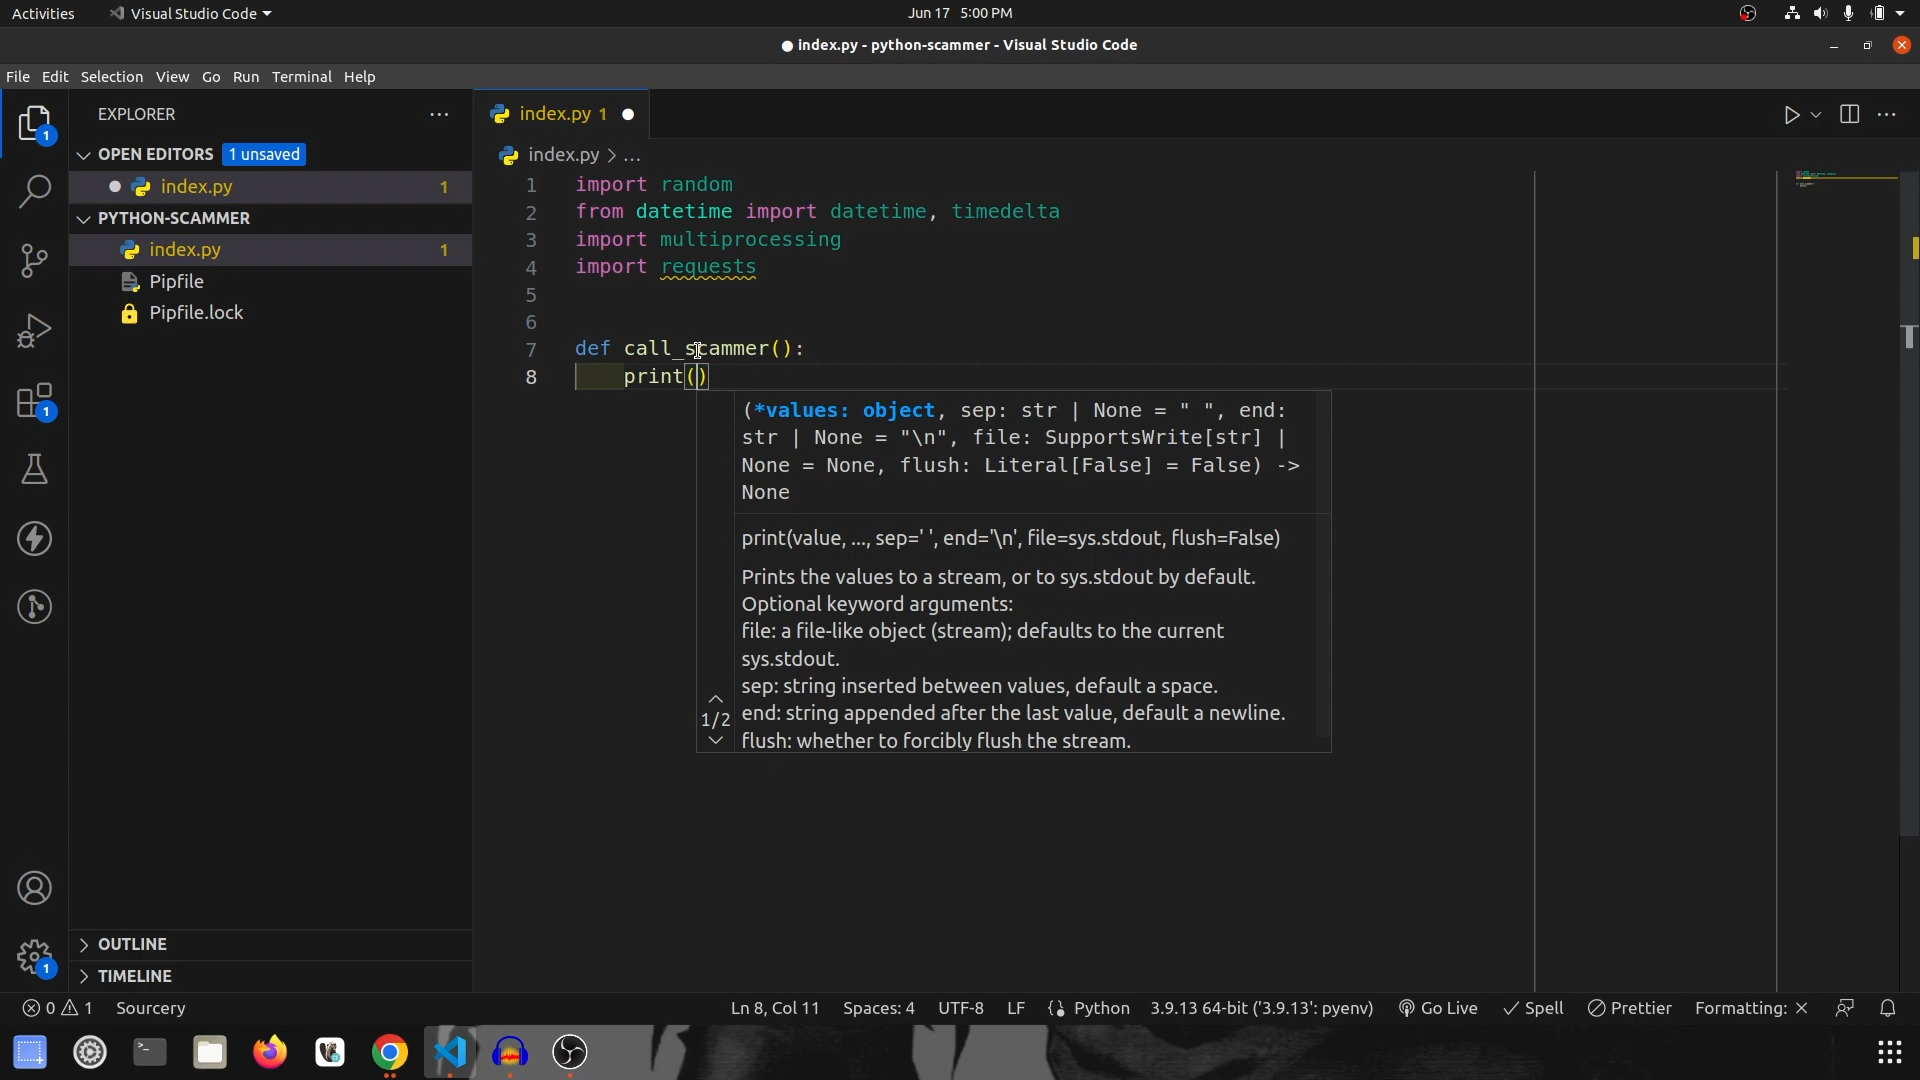 Activities
Visual Studio Code
Jun 17 5:00 PM
● index.py - python-scammer - Visual Studio Code
File Edit Selection View Go Run Terminal Help
EXPLORER
OPEN EDITORS 1 unsaved
index.py 1
PYTHON-SCAMMER
index.py 1
Pipfile
Pipfile.lock
OUTLINE
TIMELINE
1
1
1
index.py 1
index.py > ...
1 import random
2 from datetime import datetime, timedelta
3 import multiprocessing
4 import requests
5
6
7 def call_scammer():
8 print()
(*values: object, sep: str | None = " ", end:
str | None = "\n", file: SupportsWrite[str] |
None = None, flush: Literal[False] = False) ->
None
print(value, ..., sep=' ', end='\n', file=sys.stdout, flush=False)
Prints the values to a stream, or to sys.stdout by default.
Optional keyword arguments:
file: a file-like object (stream); defaults to the current
sys.stdout.
sep: string inserted between values, default a space.
end: string appended after the last value, default a newline.
flush: whether to forcibly flush the stream.
1/2
0 1 Sourcery
Ln 8, Col 11 Spaces: 4 UTF-8 LF Python 3.9.13 64-bit ('3.9.13': pyenv) Go Live Spell Prettier Formatting: ×